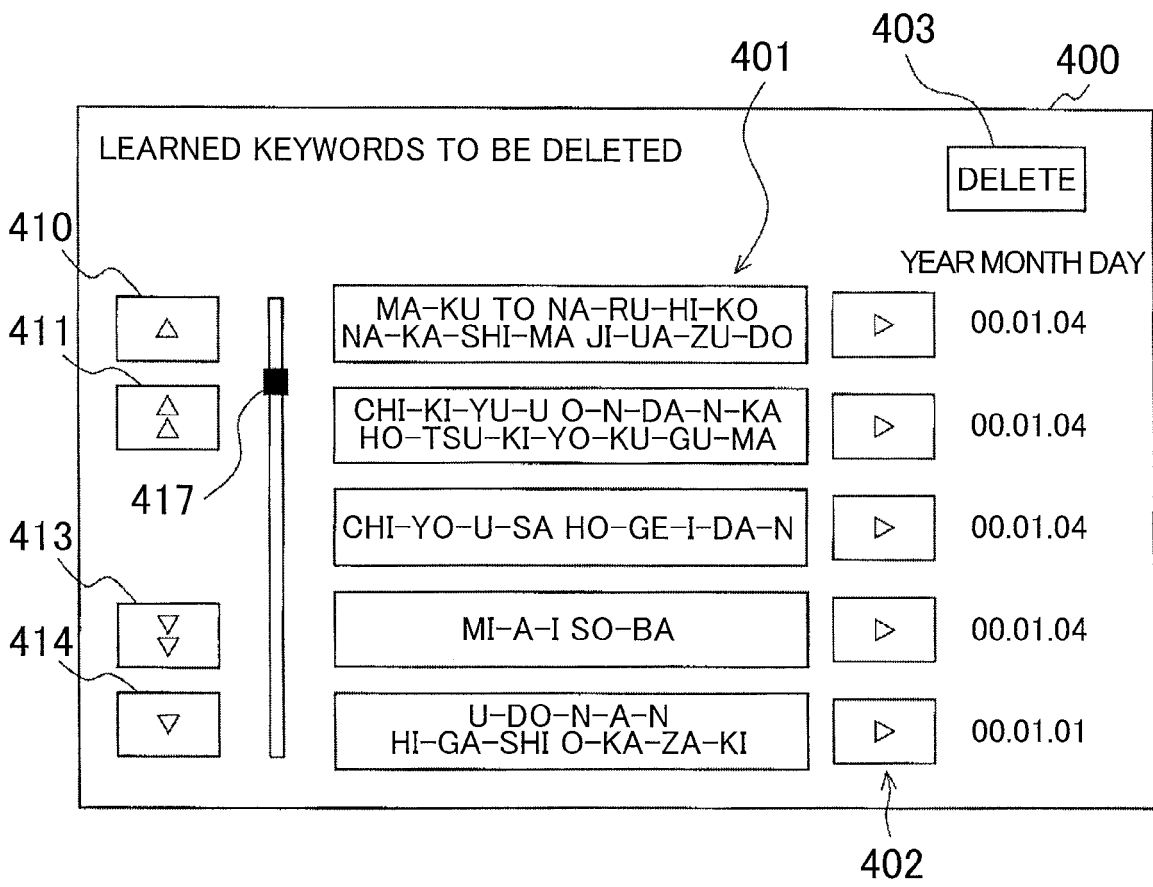 403
401
400
LEARNED KEYWORDS TO BE DELETED
DELETE
410
YEAR MONTH DAY
MA-KU TO NA-RU-HI-KO
NA-KA-SHI-MA JI-UA-ZU-DO
00.01.04
411
CHI-KI-YU-U O-N-DA-N-KA
HO-TSU-KI-YO-KU-GU-MA
00.01.04
417
CHI-YO-U-SA HO-GE-I-DA-N
00.01.04
413
MI-A-I SO-BA
00.01.04
414
U-DO-N-A-N
HI-GA-SHI O-KA-ZA-KI
00.01.01
402